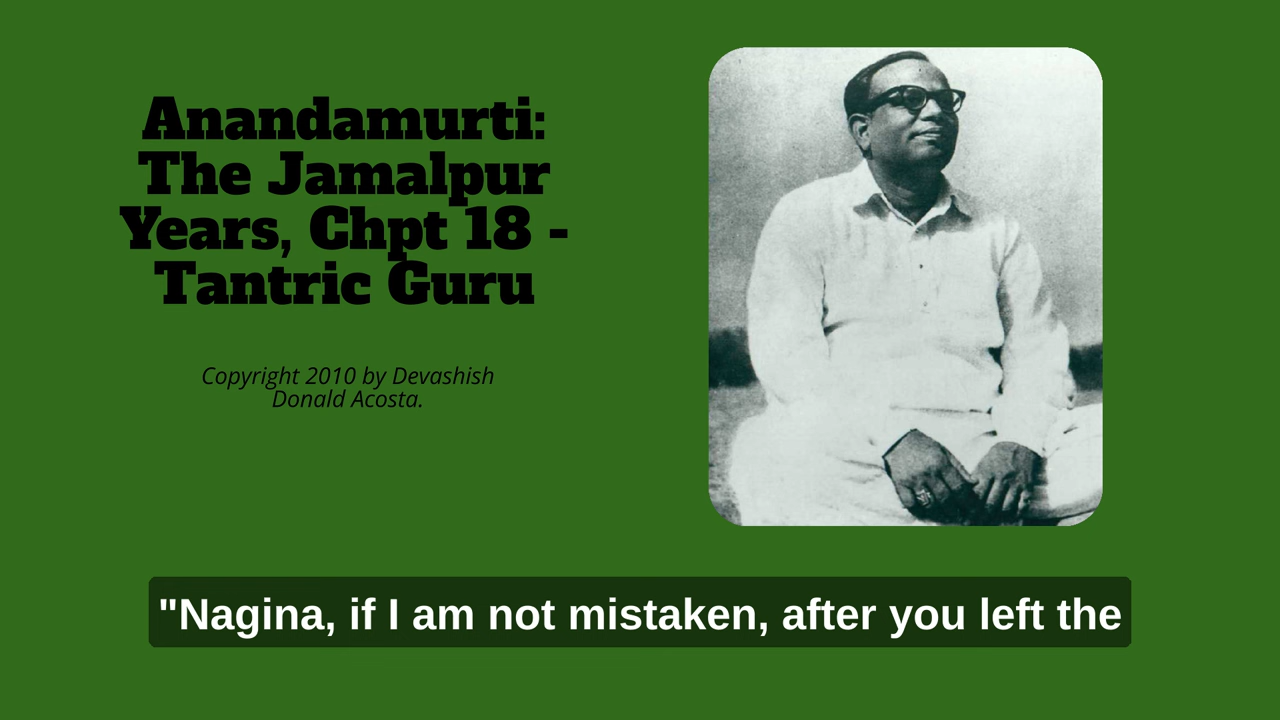 Anandamurti:
The Jamalpur
Years, Chpt 18 -
Tantric Guru
Copyright 2010 by Devashish
Donald Acosta.
"Nagina, if I am not mistaken, after you left the